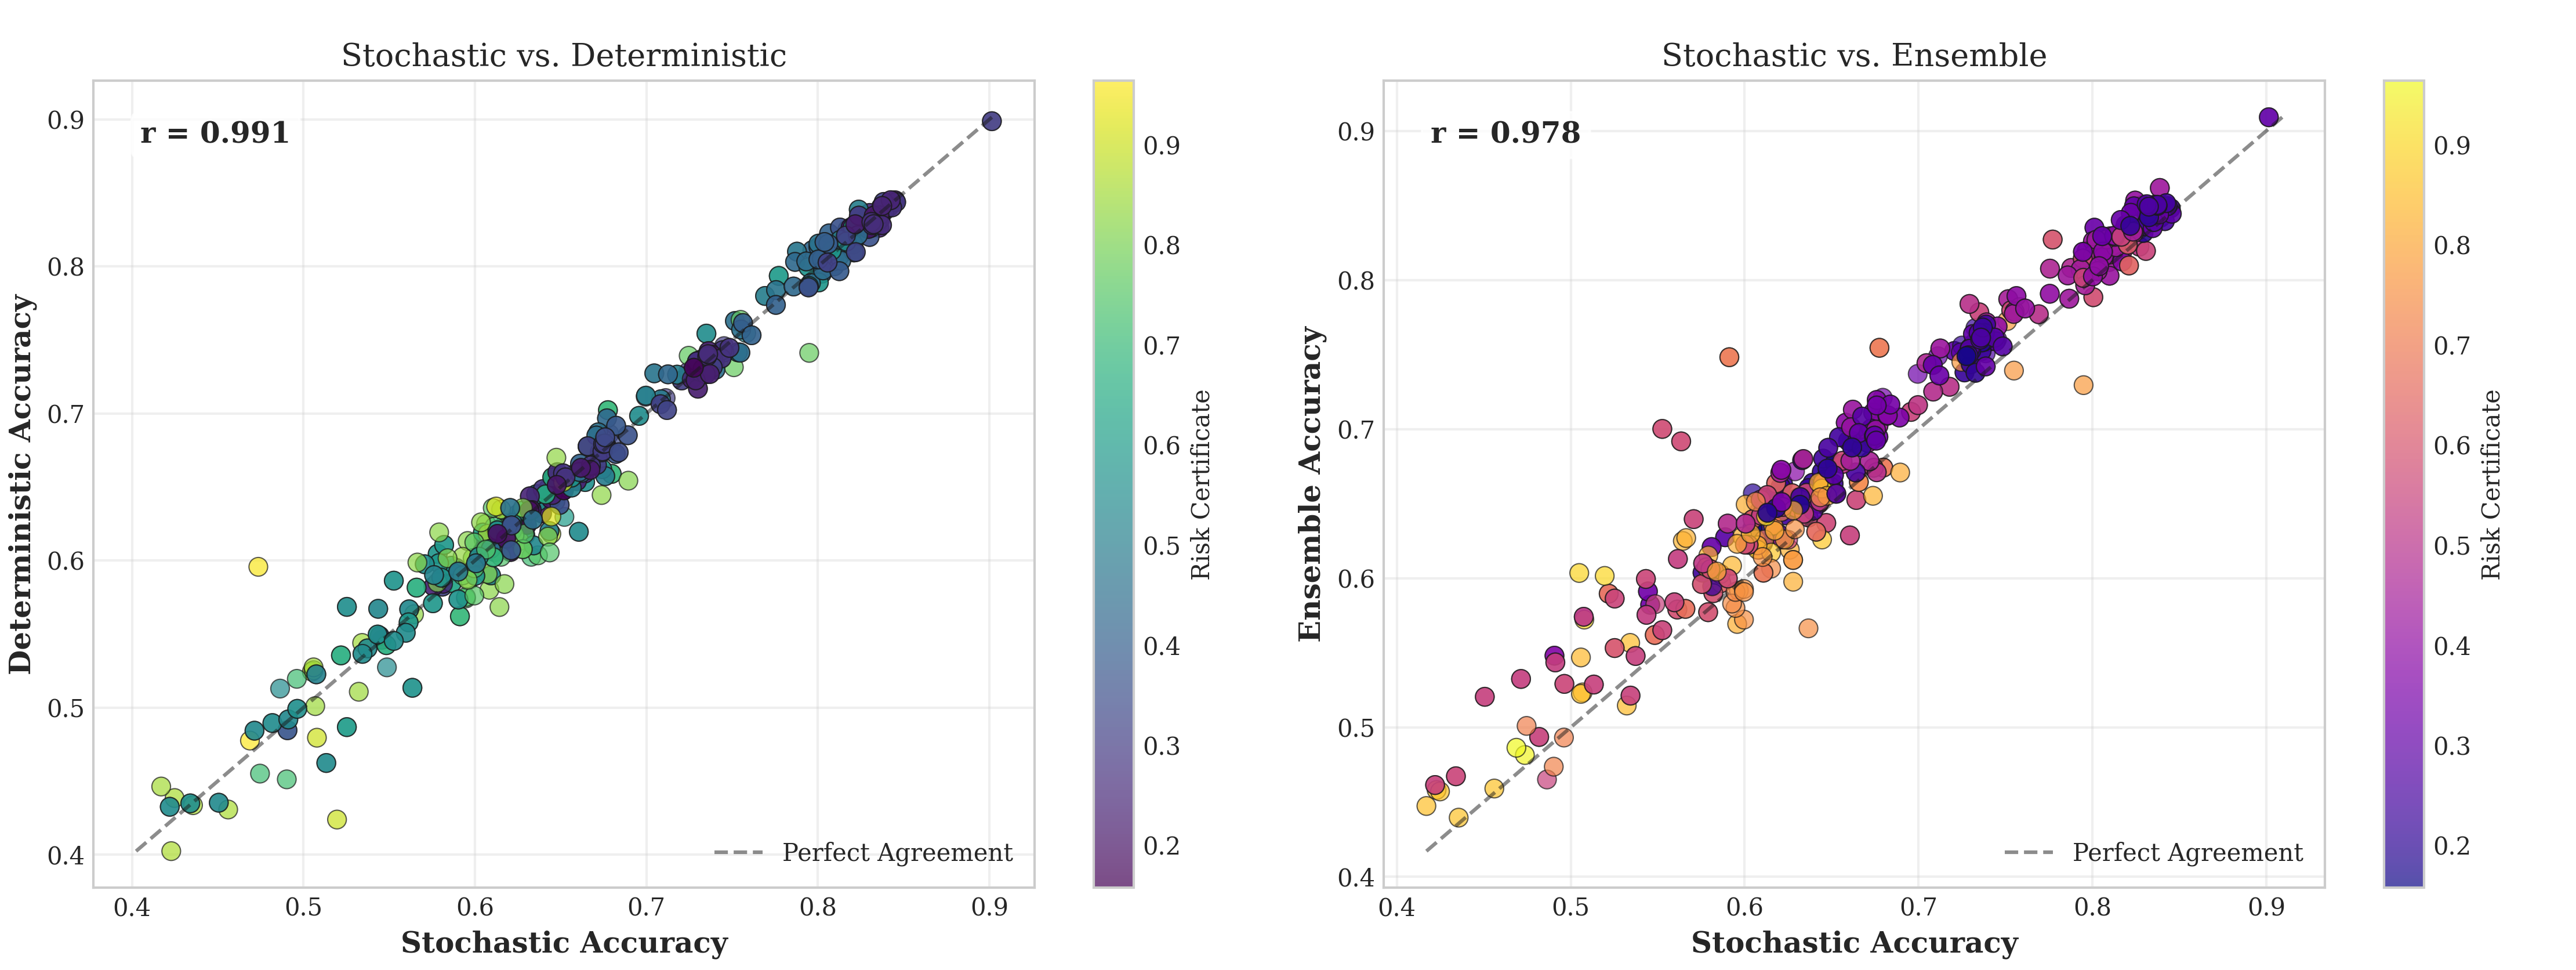 Stochastic vs. Deterministic
r = 0.991
Deterministic Accuracy
0.9
0.8
0.7
0.6
0.5
0.4
Perfect Agreement
0.4 0.5 0.6 0.7 0.8 0.9
Stochastic Accuracy
0.9
0.8
0.7
0.6
0.5
0.4
0.3
0.2
Risk Certificate
Stochastic vs. Ensemble
r = 0.978
Ensemble Accuracy
0.9
0.8
0.7
0.6
0.5
0.4
Perfect Agreement
0.4 0.5 0.6 0.7 0.8 0.9
Stochastic Accuracy
0.9
0.8
0.7
0.6
0.5
0.4
0.3
0.2
Risk Certificate